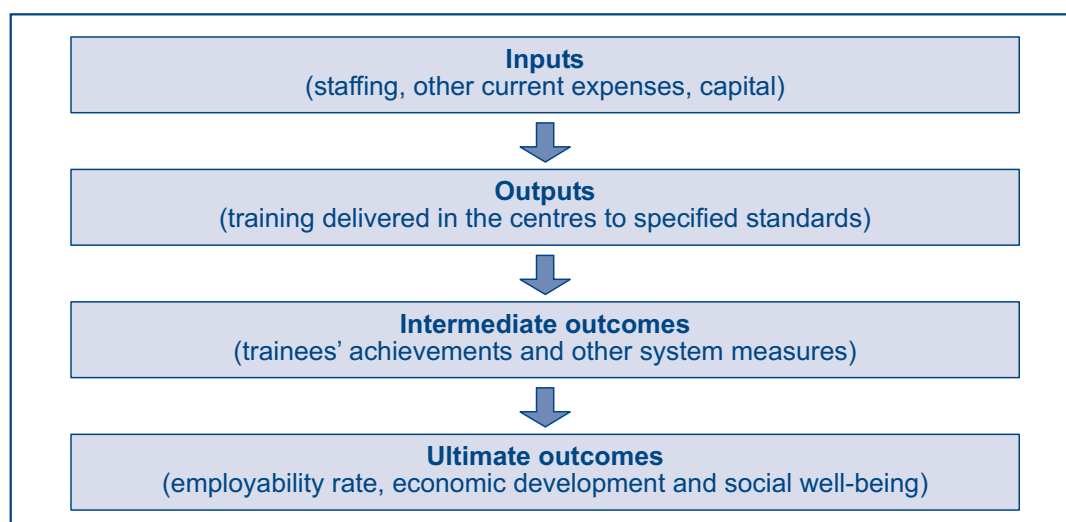 Inputs
(staffing, other current expenses, capital)
Outputs
(training delivered in the centres to specified standards)
Intermediate outcomes
(trainees’ achievements and other system measures)
Ultimate outcomes
(employability rate, economic development and social well-being)